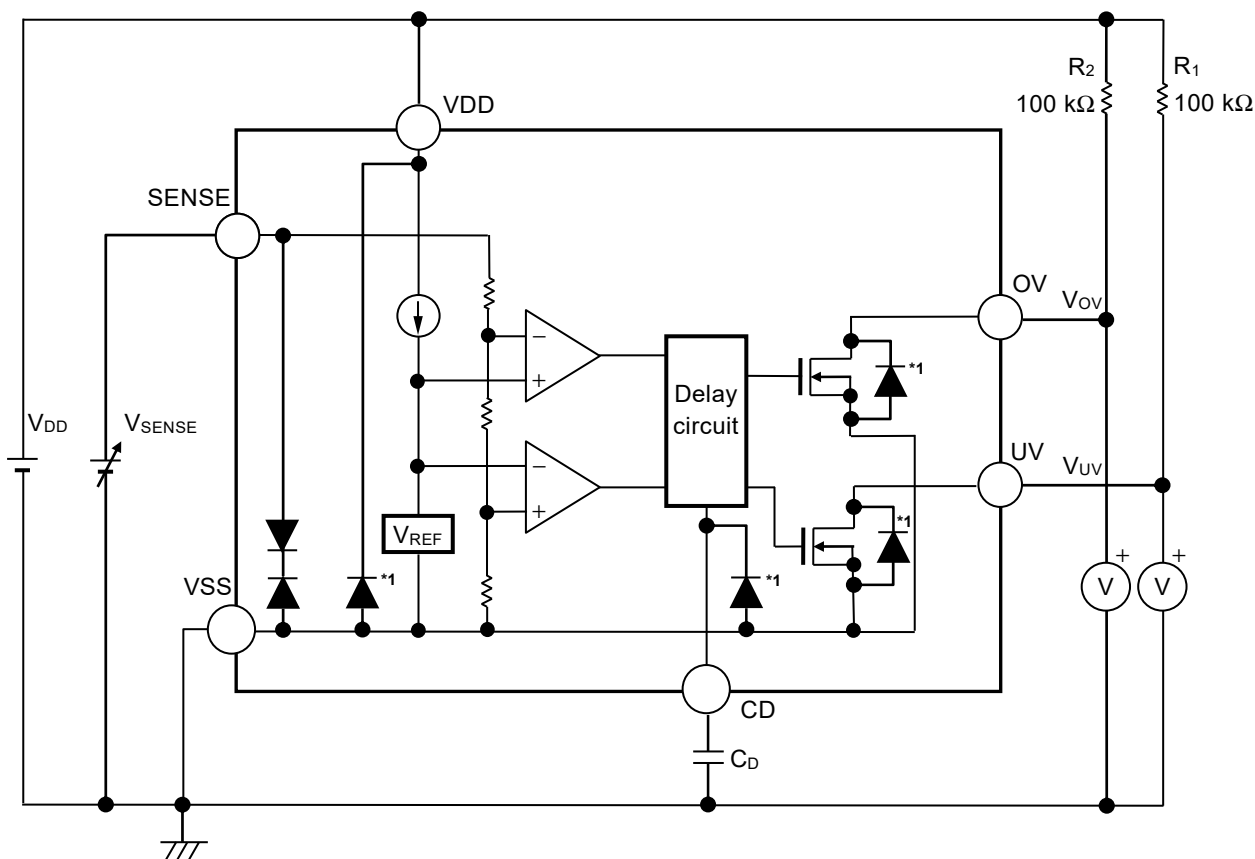 R2
100 kΩ
R1
100 kΩ
VDD
SENSE
OV
VOV
−
+
Delay
circuit
*1
VDD
VSENSE
UV
VUV
−
+
*1
VREF
VSS
*1
*1
+
V
+
V
CD
CD